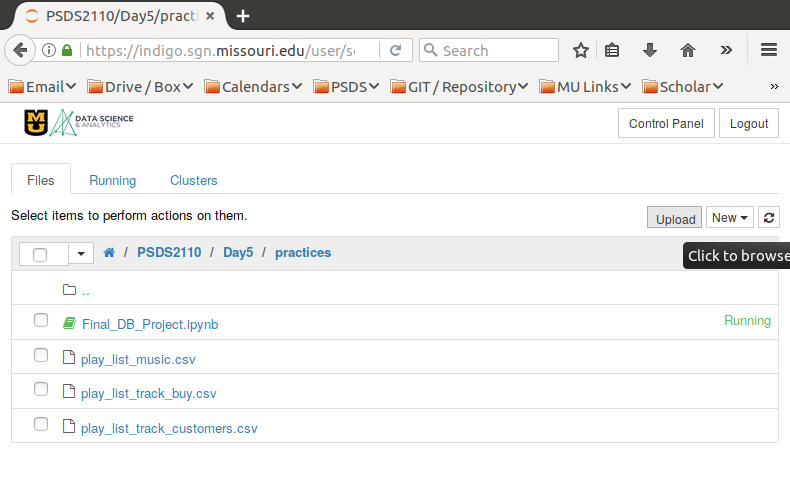 PSDS2110/Day5/practi
https://indigo.sgn.missouri.edu/user/s
Search
Email Drive / Box Calendars PSDS GIT / Repository MU Links Scholar »
MU DATA SCIENCE & ANALYTICS
Control Panel Logout
Files Running Clusters
Select items to perform actions on them.
Upload New
/ PSDS2110 / Day5 / practices
Click to browse
..
Final_DB_Project.ipynb Running
play_list_music.csv
play_list_track_buy.csv
play_list_track_customers.csv